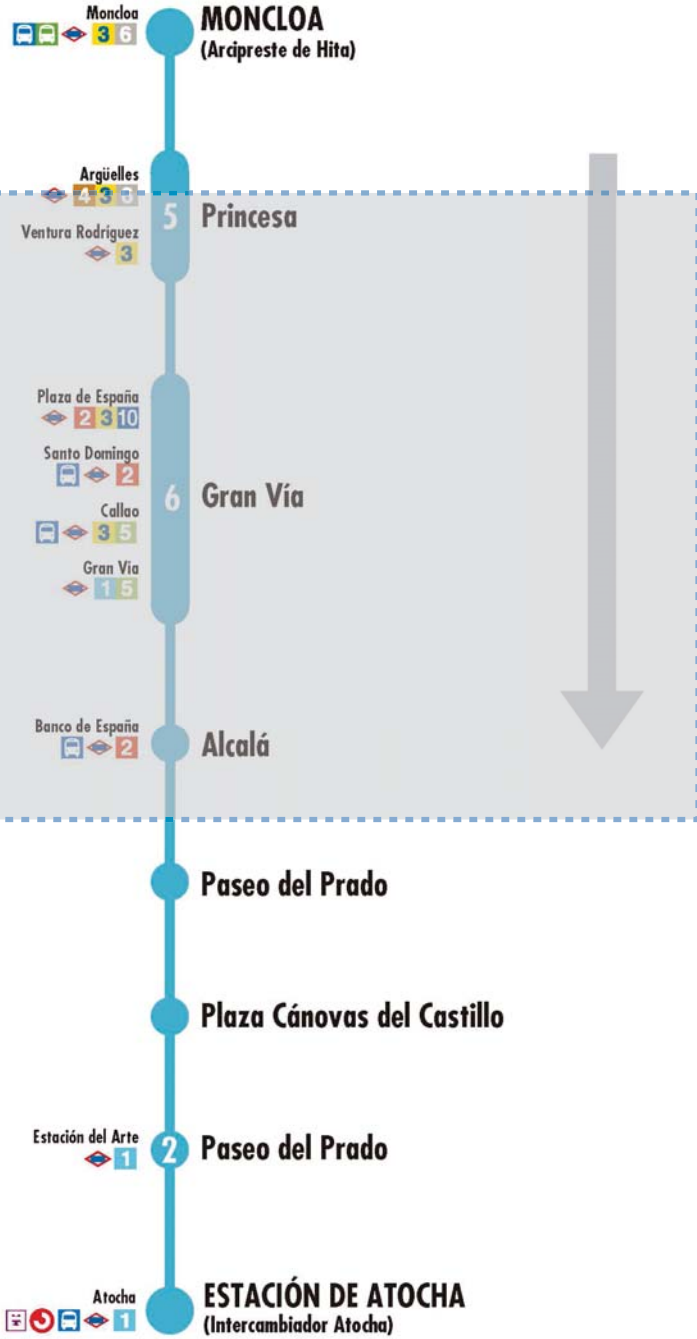 Moncloa
3 6
MONCLOA
(Arcipreste de Hita)
Argüelles
4 3 6
Ventura Rodríguez
3
5
Princesa
Plaza de España
2 3 10
Santo Domingo
2
Callao
3 5
Gran Via
1 5
6
Gran Vía
Banco de España
2
Alcalá
Paseo del Prado
Plaza Cánovas del Castillo
Estación del Arte
1
2
Paseo del Prado
Atocha
1
ESTACIÓN DE ATOCHA
(Intercambiador Atocha)